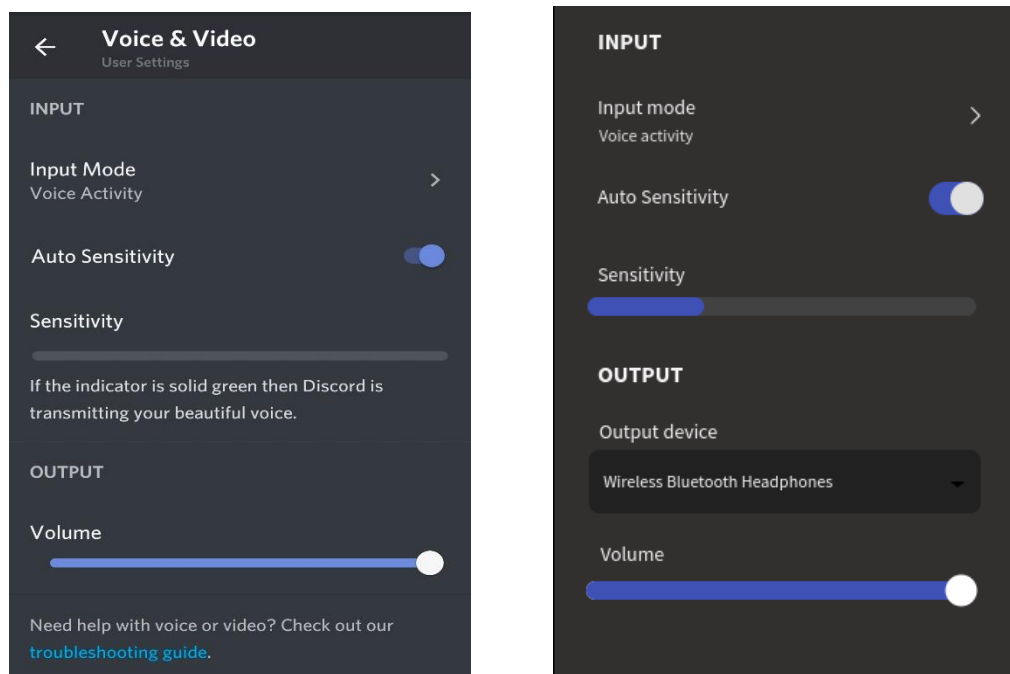 Voice & Video
User Settings
INPUT
Input Mode
Voice Activity
Auto Sensitivity
Sensitivity
If the indicator is solid green then Discord is
transmitting your beautiful voice.
OUTPUT
Volume
Need help with voice or video? Check out our
troubleshooting guide.
INPUT
Input mode
Voice activity
Auto Sensitivity
Sensitivity
OUTPUT
Output device
Wireless Bluetooth Headphones
Volume